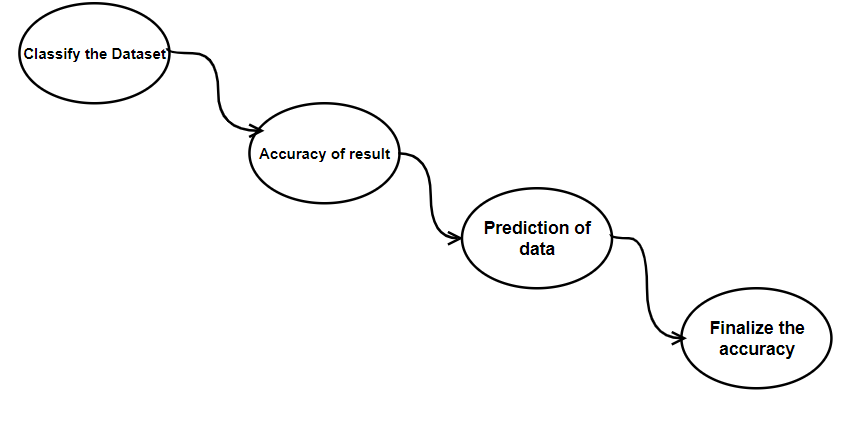 Classify the Dataset
Accuracy of result
Prediction of
data
Finalize the
accuracy